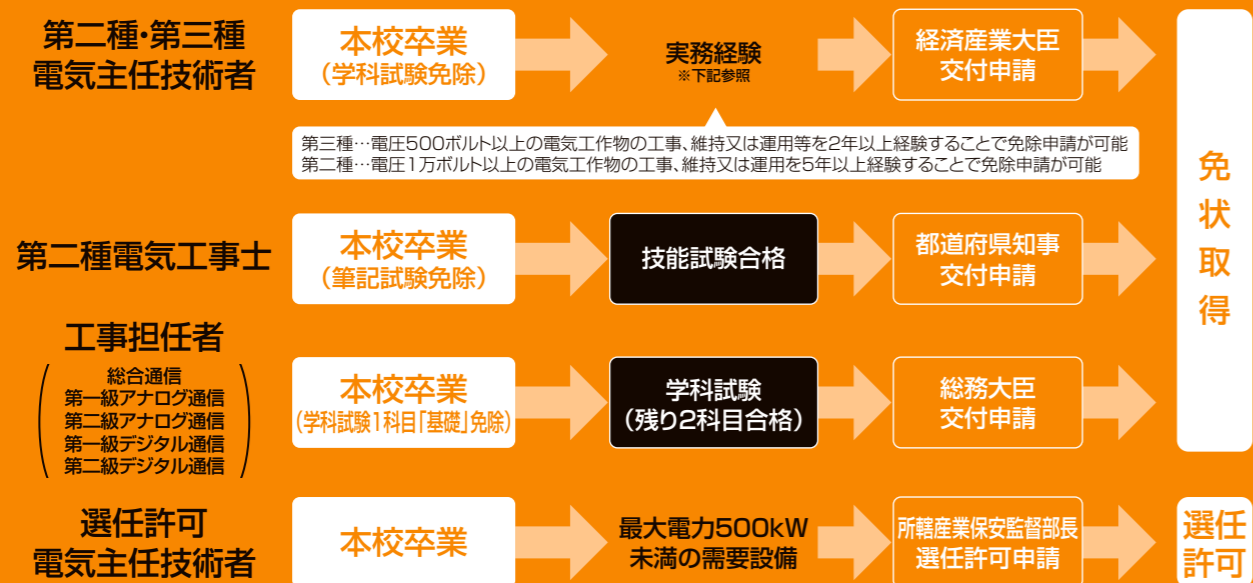 第二種・第三種
電気主任技術者
本校卒業
（学科試験免除）
実務経験
※下記参照
経済産業大臣
交付申請
第三種…電圧500ボルト以上の電気工作物の工事、維持又は運用等を2年以上経験することで免除申請が可能
第二種…電圧1万ボルト以上の電気工作物の工事、維持又は運用を5年以上経験することで免除申請が可能
第二種電気工事士
本校卒業
（筆記試験免除）
技能試験合格
都道府県知事
交付申請
工事担任者
総合通信
第一級アナログ通信
第二級アナログ通信
第一級デジタル通信
第二級デジタル通信
本校卒業
（学科試験1科目「基礎」免除）
学科試験
（残り2科目合格）
総務大臣
交付申請
免状取得
選任許可
電気主任技術者
本校卒業
最大電力500kW
未満の需要設備
所轄産業保安監督部長
選任許可申請
選任
許可